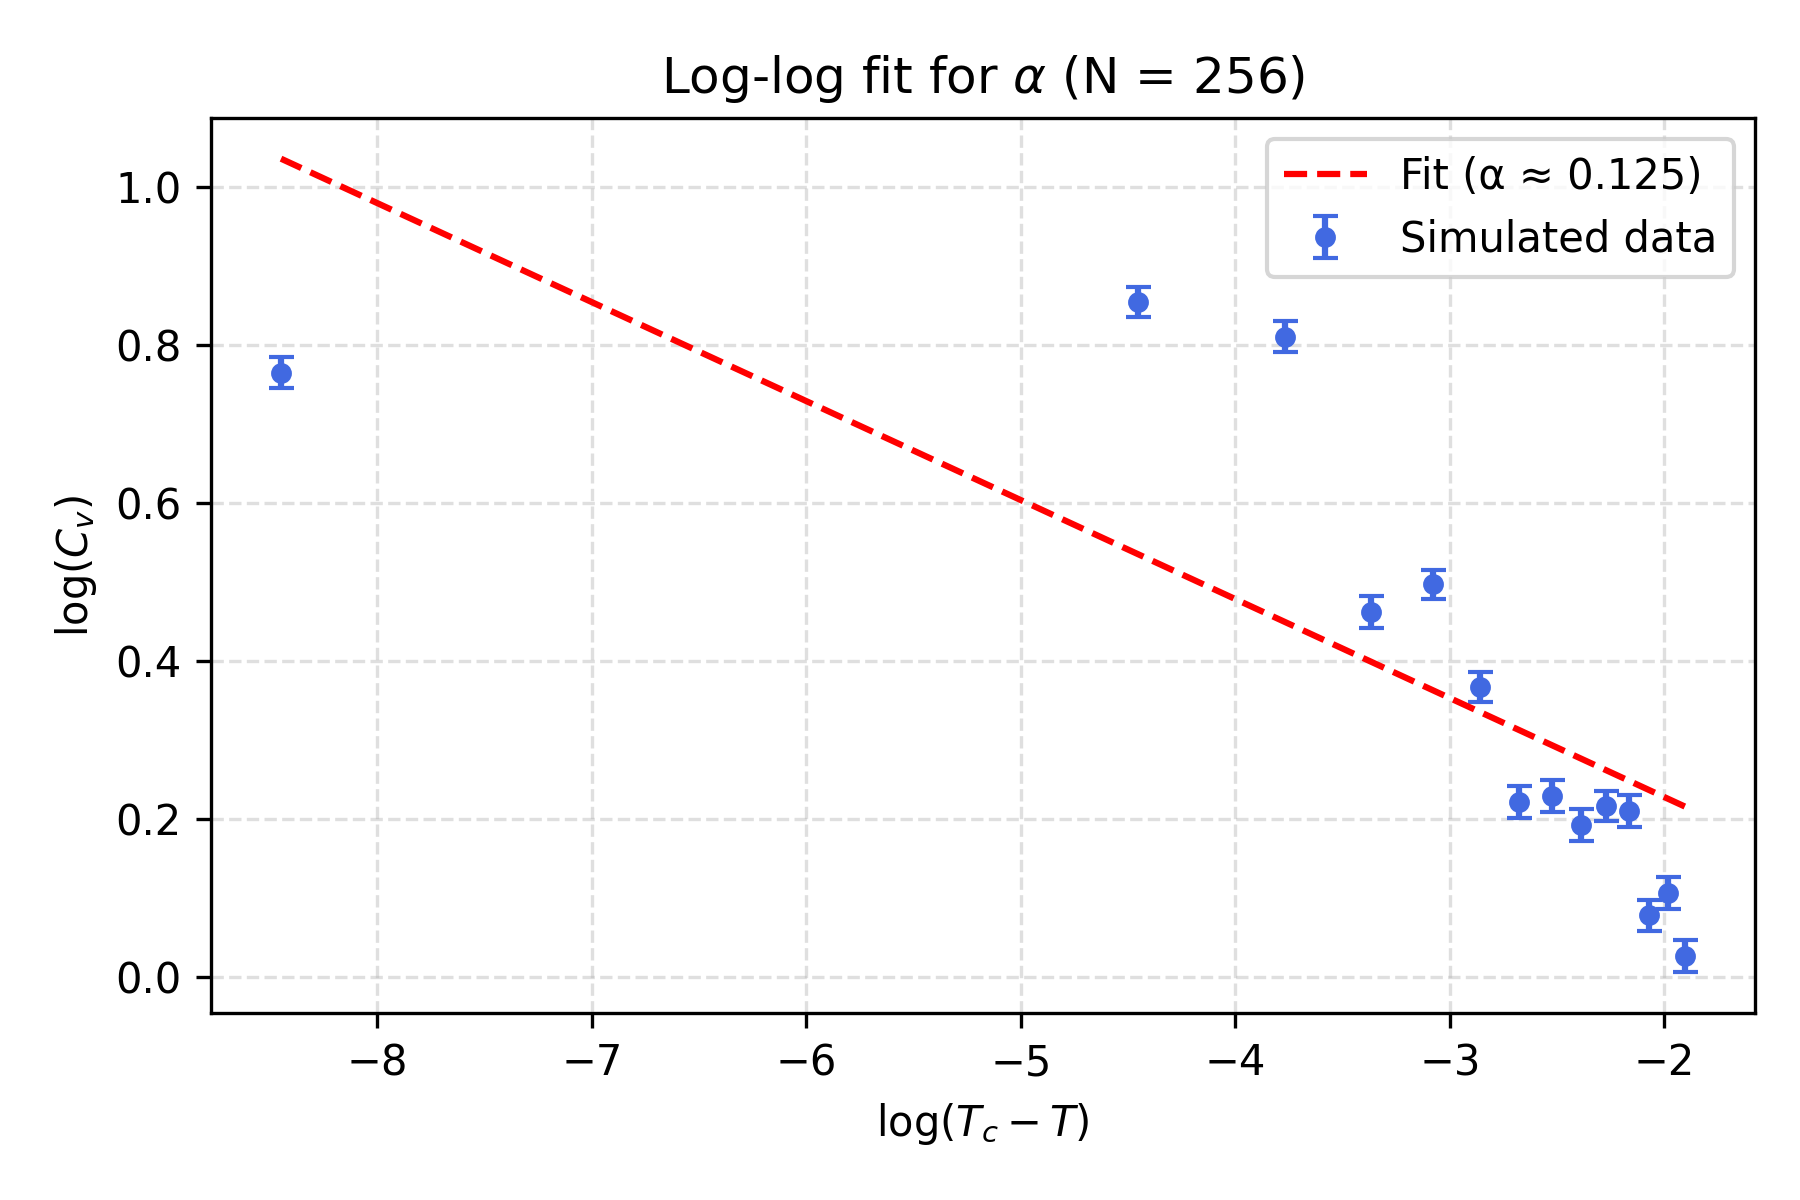 Log-log fit for α (N = 256)
Fit (α ≈ 0.125)
Simulated data
log(C_v)
1.0
0.8
0.6
0.4
0.2
0.0
−8 −7 −6 −5 −4 −3 −2
log(T_c − T)